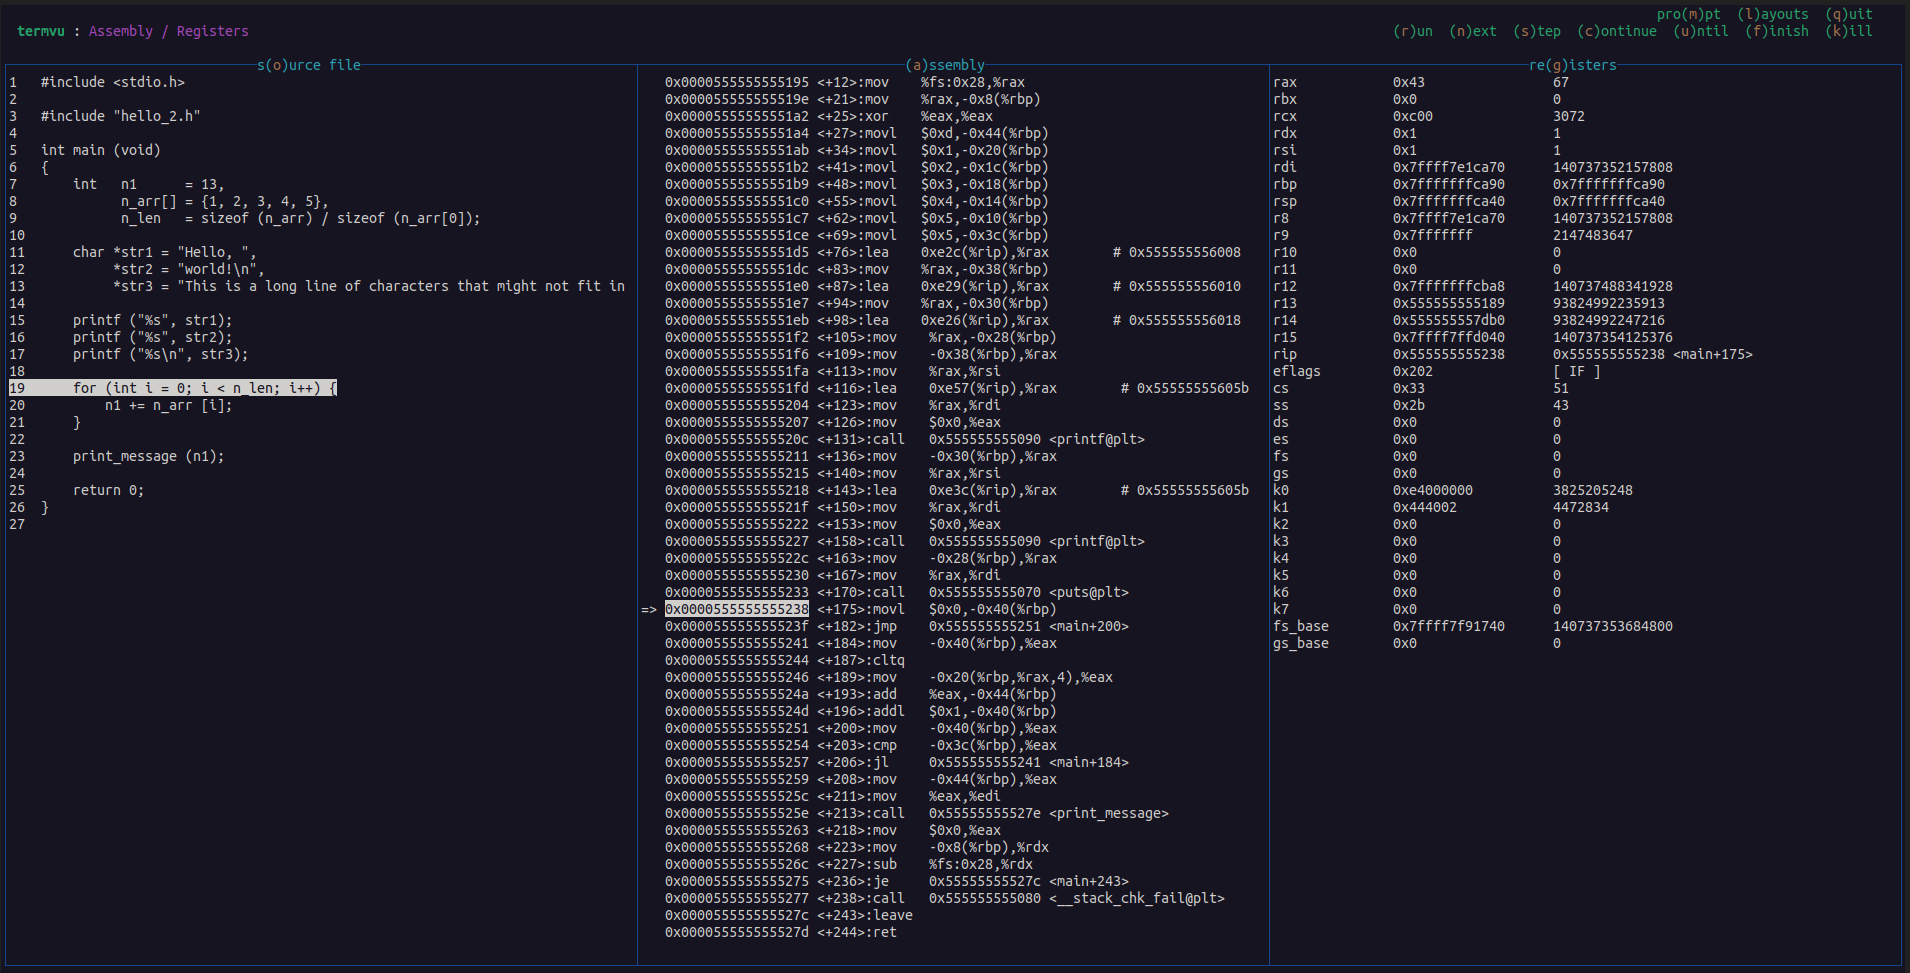 pro(m)pt  (l)ayouts  (q)uit
termvu : Assembly / Registers
(r)un  (n)ext  (s)tep  (c)ontinue  (u)ntil  (f)inish  (k)ill
s(o)urce file
1   #include <stdio.h>
2
3   #include "hello_2.h"
4
5   int main (void)
6   {
7       int   n1      = 13,
8             n_arr[] = {1, 2, 3, 4, 5},
9             n_len   = sizeof (n_arr) / sizeof (n_arr[0]);
10
11      char *str1 = "Hello, ",
12           *str2 = "world!\n",
13           *str3 = "This is a long line of characters that might not fit in
14
15      printf ("%s", str1);
16      printf ("%s", str2);
17      printf ("%s\n", str3);
18
19      for (int i = 0; i < n_len; i++) {
20          n1 += n_arr [i];
21      }
22
23      print_message (n1);
24
25      return 0;
26  }
27
(a)ssembly
0x0000555555555195 <+12>:mov   %fs:0x28,%rax
0x000055555555519e <+21>:mov   %rax,-0x8(%rbp)
0x00005555555551a2 <+25>:xor   %eax,%eax
0x00005555555551a4 <+27>:movl  $0xd,-0x44(%rbp)
0x00005555555551ab <+34>:movl  $0x1,-0x20(%rbp)
0x00005555555551b2 <+41>:movl  $0x2,-0x1c(%rbp)
0x00005555555551b9 <+48>:movl  $0x3,-0x18(%rbp)
0x00005555555551c0 <+55>:movl  $0x4,-0x14(%rbp)
0x00005555555551c7 <+62>:movl  $0x5,-0x10(%rbp)
0x00005555555551ce <+69>:movl  $0x5,-0x3c(%rbp)
0x00005555555551d5 <+76>:lea   0xe2c(%rip),%rax        # 0x555555556008
0x00005555555551dc <+83>:mov   %rax,-0x38(%rbp)
0x00005555555551e0 <+87>:lea   0xe29(%rip),%rax        # 0x555555556010
0x00005555555551e7 <+94>:mov   %rax,-0x30(%rbp)
0x00005555555551eb <+98>:lea   0xe26(%rip),%rax        # 0x555555556018
0x00005555555551f2 <+105>:mov    %rax,-0x28(%rbp)
0x00005555555551f6 <+109>:mov    -0x38(%rbp),%rax
0x00005555555551fa <+113>:mov    %rax,%rsi
0x00005555555551fd <+116>:lea    0xe57(%rip),%rax        # 0x55555555605b
0x0000555555555204 <+123>:mov    %rax,%rdi
0x0000555555555207 <+126>:mov    $0x0,%eax
0x000055555555520c <+131>:call   0x555555555090 <printf@plt>
0x0000555555555211 <+136>:mov    -0x30(%rbp),%rax
0x0000555555555215 <+140>:mov    %rax,%rsi
0x0000555555555218 <+143>:lea    0xe3c(%rip),%rax        # 0x55555555605b
0x000055555555521f <+150>:mov    %rax,%rdi
0x0000555555555222 <+153>:mov    $0x0,%eax
0x0000555555555227 <+158>:call   0x555555555090 <printf@plt>
0x000055555555522c <+163>:mov    -0x28(%rbp),%rax
0x0000555555555230 <+167>:mov    %rax,%rdi
0x0000555555555233 <+170>:call   0x555555555070 <puts@plt>
=> 0x0000555555555238 <+175>:movl   $0x0,-0x40(%rbp)
0x000055555555523f <+182>:jmp    0x555555555251 <main+200>
0x0000555555555241 <+184>:mov    -0x40(%rbp),%eax
0x0000555555555244 <+187>:cltq
0x0000555555555246 <+189>:mov    -0x20(%rbp,%rax,4),%eax
0x000055555555524a <+193>:add    %eax,-0x44(%rbp)
0x000055555555524d <+196>:addl   $0x1,-0x40(%rbp)
0x0000555555555251 <+200>:mov    -0x40(%rbp),%eax
0x0000555555555254 <+203>:cmp    -0x3c(%rbp),%eax
0x0000555555555257 <+206>:jl     0x555555555241 <main+184>
0x0000555555555259 <+208>:mov    -0x44(%rbp),%eax
0x000055555555525c <+211>:mov    %eax,%edi
0x000055555555525e <+213>:call   0x55555555527e <print_message>
0x0000555555555263 <+218>:mov    $0x0,%eax
0x0000555555555268 <+223>:mov    -0x8(%rbp),%rdx
0x000055555555526c <+227>:sub    %fs:0x28,%rdx
0x0000555555555275 <+236>:je     0x55555555527c <main+243>
0x0000555555555277 <+238>:call   0x555555555080 <__stack_chk_fail@plt>
0x000055555555527c <+243>:leave
0x000055555555527d <+244>:ret
re(g)isters
rax            0x43            67
rbx            0x0             0
rcx            0xc00           3072
rdx            0x1             1
rsi            0x1             1
rdi            0x7ffff7e1ca70  140737352157808
rbp            0x7fffffffca90  0x7fffffffca90
rsp            0x7fffffffca40  0x7fffffffca40
r8             0x7ffff7e1ca70  140737352157808
r9             0x7fffffff      2147483647
r10            0x0             0
r11            0x0             0
r12            0x7fffffffcba8  140737488341928
r13            0x555555555189  93824992235913
r14            0x555555557db0  93824992247216
r15            0x7ffff7ffd040  140737354125376
rip            0x555555555238  0x555555555238 <main+175>
eflags         0x202           [ IF ]
cs             0x33            51
ss             0x2b            43
ds             0x0             0
es             0x0             0
fs             0x0             0
gs             0x0             0
k0             0xe4000000      3825205248
k1             0x444002        4472834
k2             0x0             0
k3             0x0             0
k4             0x0             0
k5             0x0             0
k6             0x0             0
k7             0x0             0
fs_base        0x7ffff7f91740  140737353684800
gs_base        0x0             0